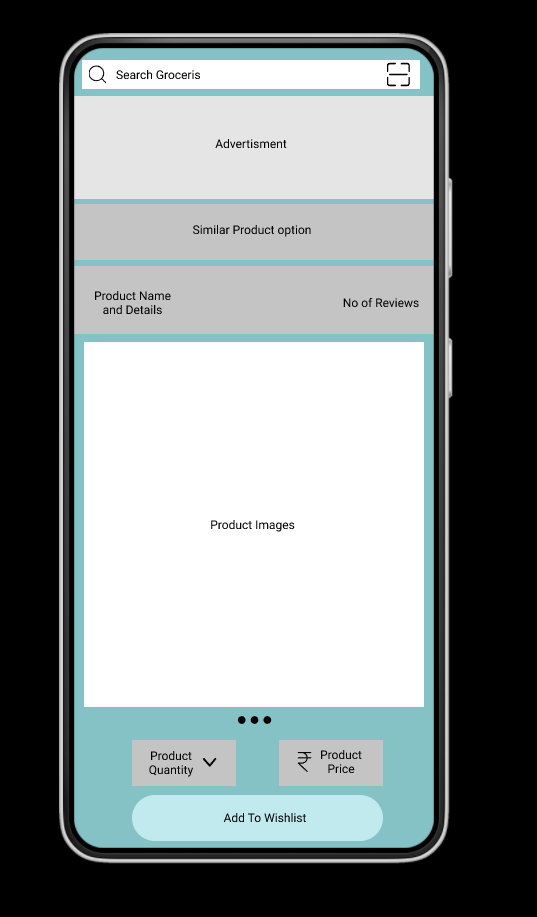 Search Groceris
Advertisment
Similar Product option
Product Name
and Details
No of Reviews
Product Images
Product
Quantity
₹ Product
Price
Add To Wishlist